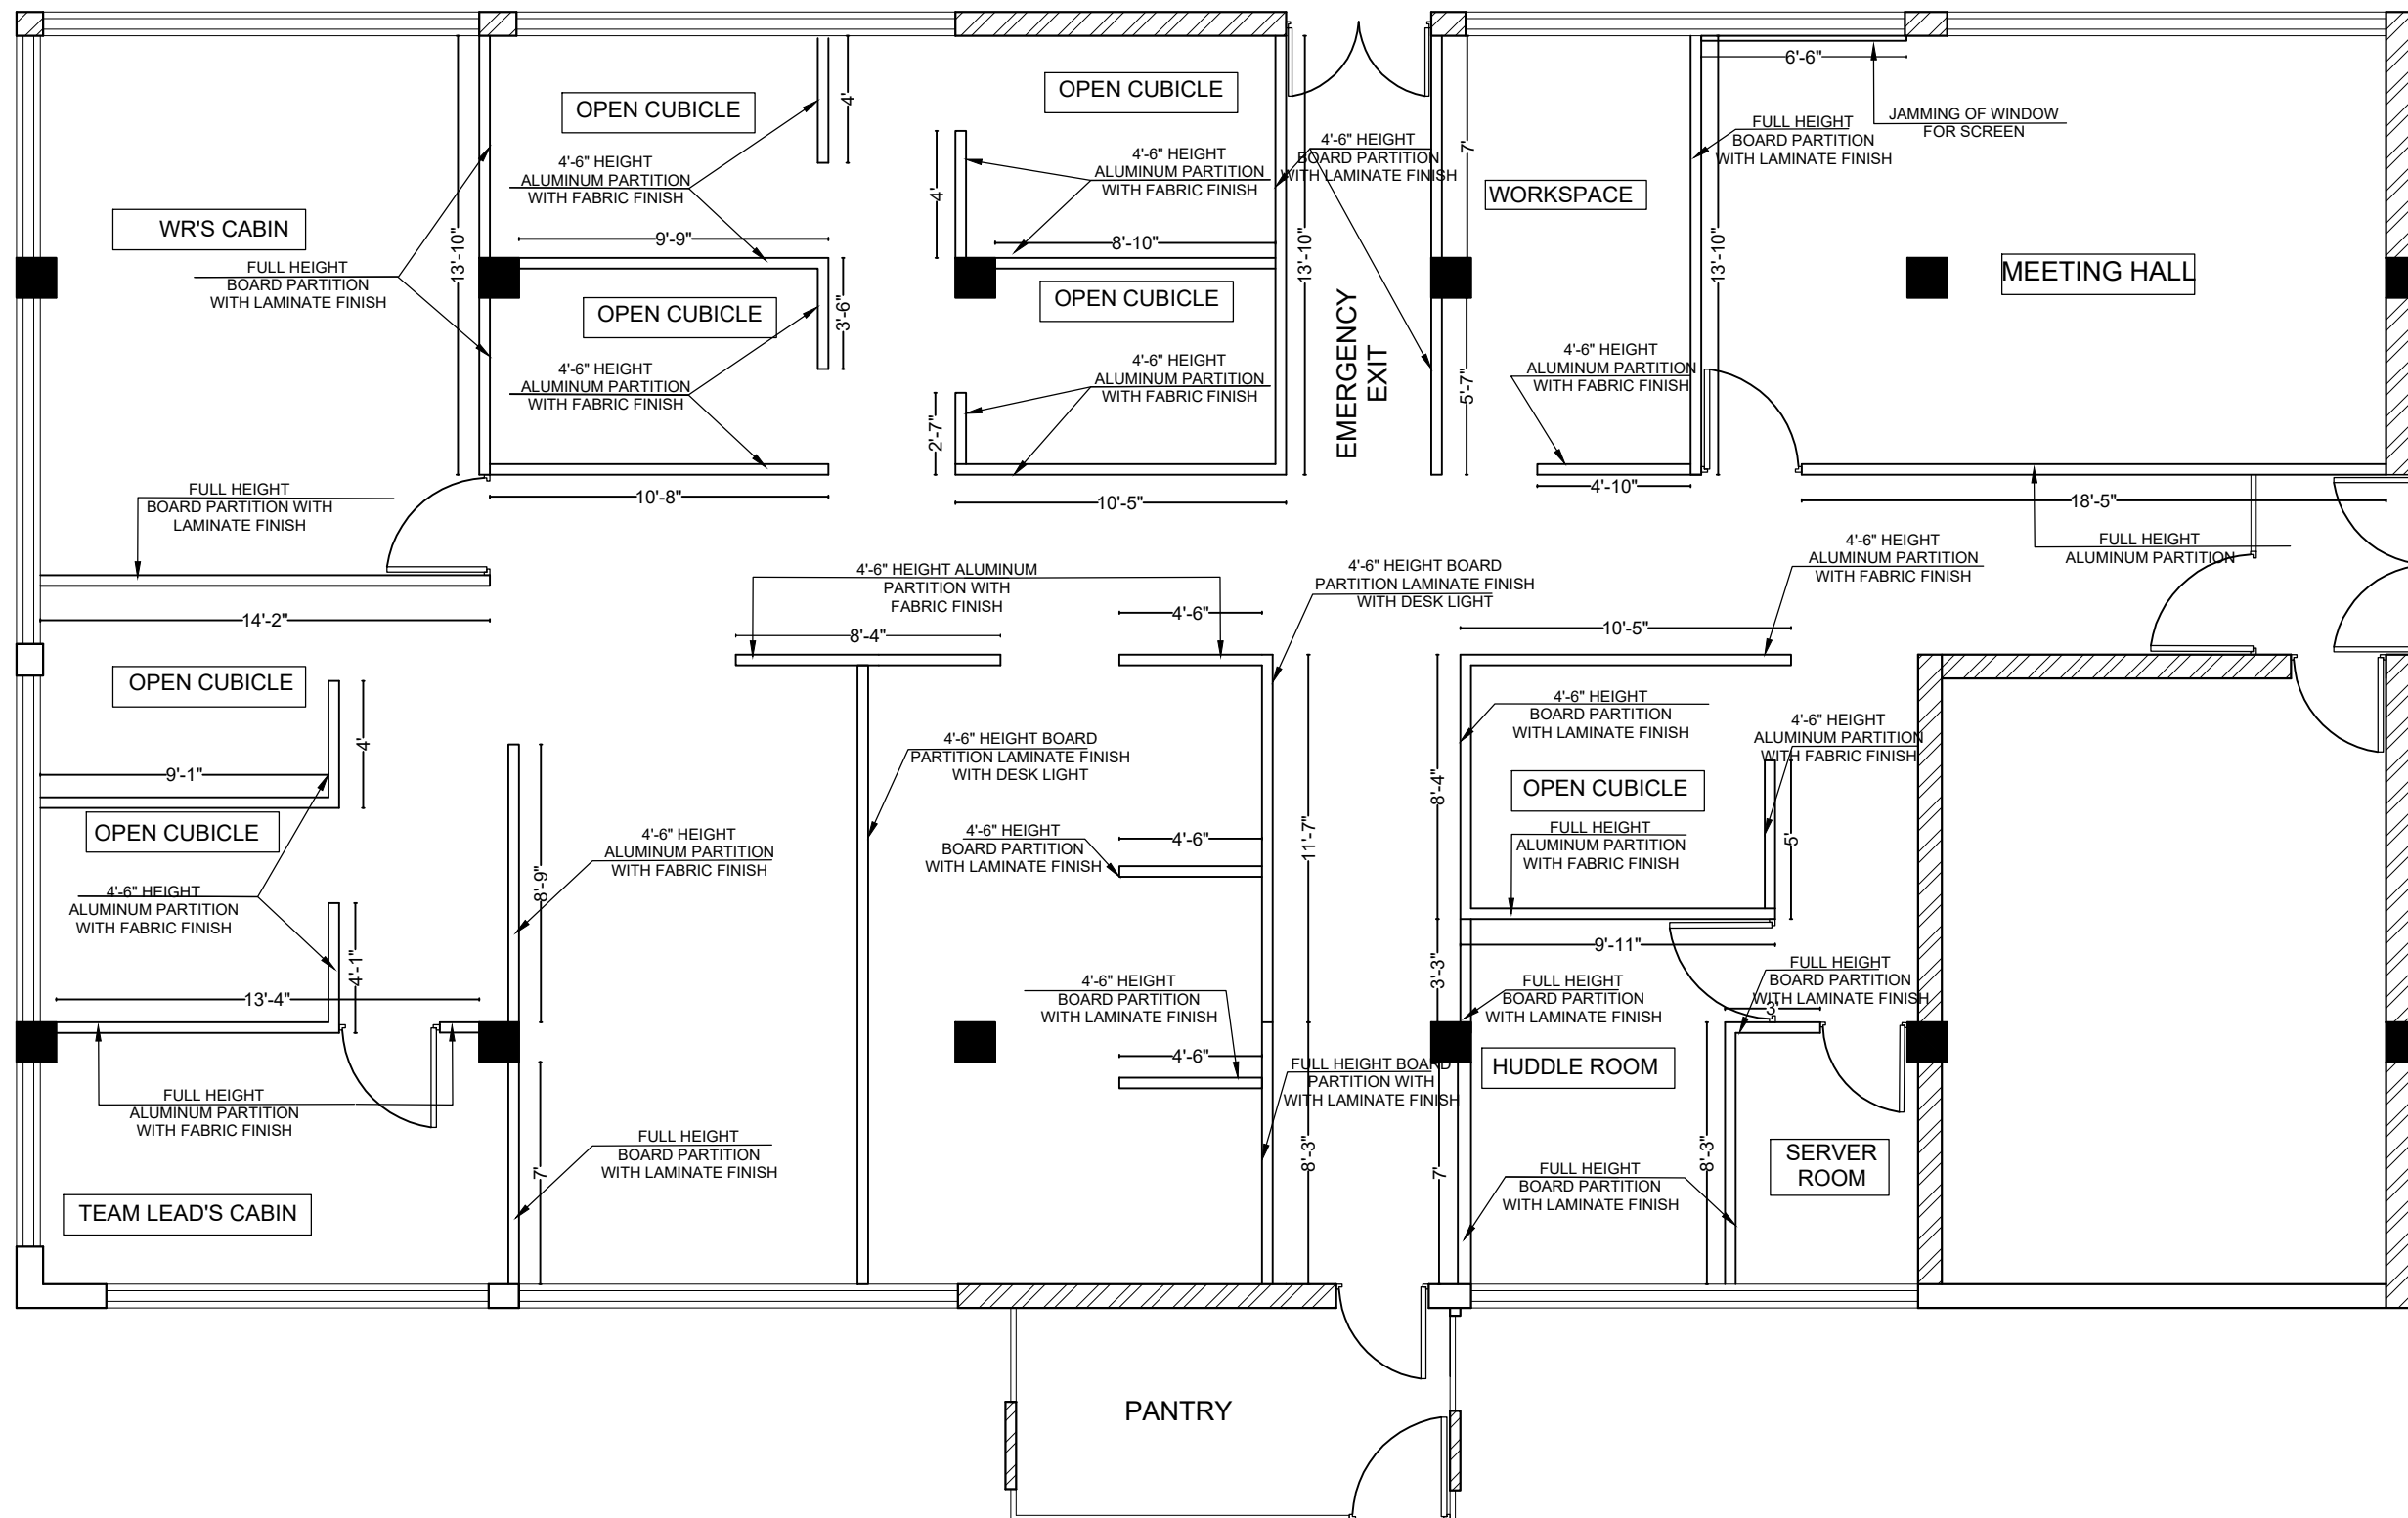 WR'S CABIN
FULL HEIGHT
BOARD PARTITION
WITH LAMINATE FINISH
13'-10"
FULL HEIGHT
BOARD PARTITION WITH
LAMINATE FINISH
14'-2"
OPEN CUBICLE
4'
4'-6" HEIGHT
ALUMINUM PARTITION
WITH FABRIC FINISH
9'-9"
OPEN CUBICLE
3'-6"
4'-6" HEIGHT
ALUMINUM PARTITION
WITH FABRIC FINISH
10'-8"
OPEN CUBICLE
4'
4'-6" HEIGHT
ALUMINUM PARTITION
WITH FABRIC FINISH
8'-10"
OPEN CUBICLE
4'-6" HEIGHT
ALUMINUM PARTITION
WITH FABRIC FINISH
2'-7"
10'-5"
13'-10"
4'-6" HEIGHT
BOARD PARTITION
WITH LAMINATE FINISH
EMERGENCY
EXIT
7'
5'-7"
WORKSPACE
4'-6" HEIGHT
ALUMINUM PARTITION
WITH FABRIC FINISH
4'-10"
13'-10"
6'-6"
JAMMING OF WINDOW
FOR SCREEN
FULL HEIGHT
BOARD PARTITION
WITH LAMINATE FINISH
MEETING HALL
18'-5"
FULL HEIGHT
ALUMINUM PARTITION
4'-6" HEIGHT
ALUMINUM PARTITION
WITH FABRIC FINISH
10'-5"
OPEN CUBICLE
4'
9'-1"
OPEN CUBICLE
4'-6" HEIGHT
ALUMINUM PARTITION
WITH FABRIC FINISH
4'-1"
13'-4"
FULL HEIGHT
ALUMINUM PARTITION
WITH FABRIC FINISH
TEAM LEAD'S CABIN
8'-9"
4'-6" HEIGHT
ALUMINUM PARTITION
WITH FABRIC FINISH
7'
FULL HEIGHT
BOARD PARTITION
WITH LAMINATE FINISH
4'-6" HEIGHT ALUMINUM
PARTITION WITH
FABRIC FINISH
8'-4"
4'-6"
4'-6" HEIGHT BOARD
PARTITION LAMINATE FINISH
WITH DESK LIGHT
4'-6" HEIGHT BOARD
PARTITION LAMINATE FINISH
WITH DESK LIGHT
4'-6" HEIGHT
BOARD PARTITION
WITH LAMINATE FINISH
4'-6"
11'-7"
4'-6" HEIGHT
BOARD PARTITION
WITH LAMINATE FINISH
4'-6"
FULL HEIGHT BOARD
PARTITION WITH
WITH LAMINATE FINISH
8'-3"
8'-4"
4'-6" HEIGHT
BOARD PARTITION
WITH LAMINATE FINISH
4'-6" HEIGHT
ALUMINUM PARTITION
WITH FABRIC FINISH
OPEN CUBICLE
FULL HEIGHT
ALUMINUM PARTITION
WITH FABRIC FINISH
5'
9'-11"
3'-3"
FULL HEIGHT
BOARD PARTITION
WITH LAMINATE FINISH
FULL HEIGHT
BOARD PARTITION
WITH LAMINATE FINISH
3'
HUDDLE ROOM
7'
8'-3"
FULL HEIGHT
BOARD PARTITION
WITH LAMINATE FINISH
SERVER
ROOM
PANTRY